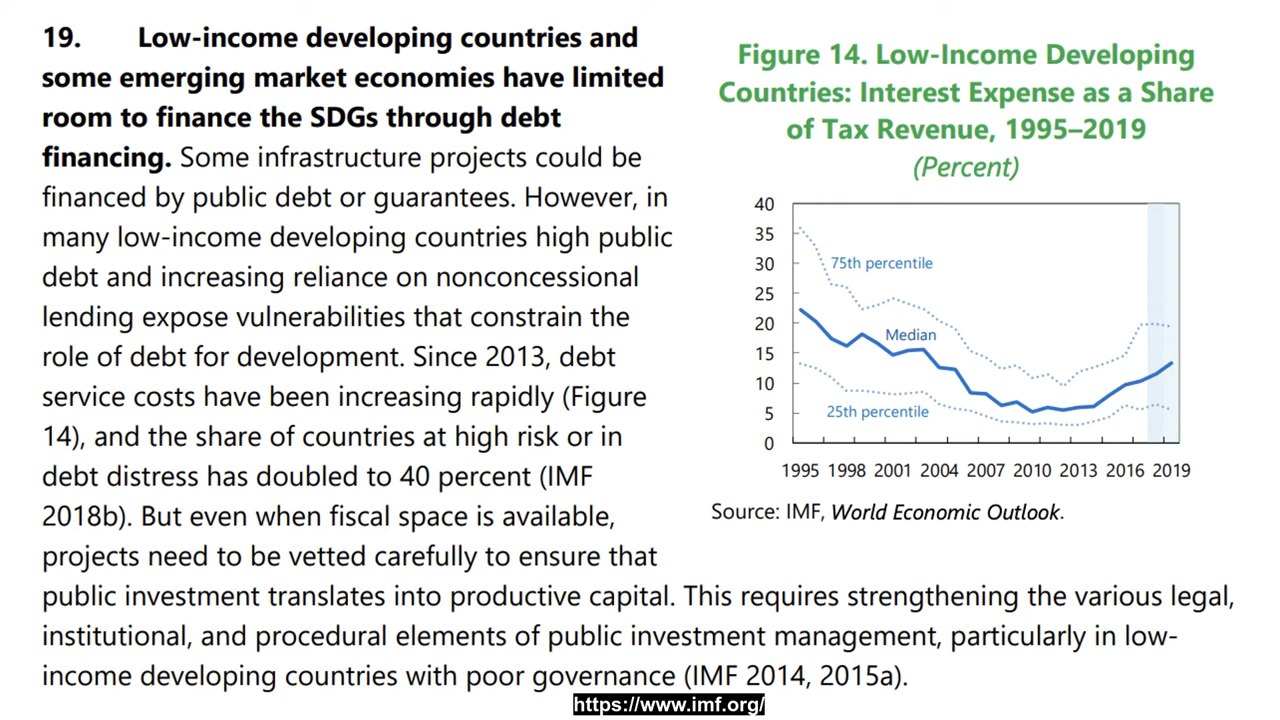 19. Low-income developing countries and
some emerging market economies have limited
room to finance the SDGs through debt
financing. Some infrastructure projects could be
financed by public debt or guarantees. However, in
many low-income developing countries high public
debt and increasing reliance on nonconcessional
lending expose vulnerabilities that constrain the
role of debt for development. Since 2013, debt
service costs have been increasing rapidly (Figure
14), and the share of countries at high risk or in
debt distress has doubled to 40 percent (IMF
2018b). But even when fiscal space is available,
projects need to be vetted carefully to ensure that
public investment translates into productive capital. This requires strengthening the various legal,
institutional, and procedural elements of public investment management, particularly in low-
income developing countries with poor governance (IMF 2014, 2015a).
Figure 14. Low-Income Developing
Countries: Interest Expense as a Share
of Tax Revenue, 1995–2019
(Percent)
40
35
30
25
20
15
10
5
0
75th percentile
Median
25th percentile
1995 1998 2001 2004 2007 2010 2013 2016 2019
Source: IMF, World Economic Outlook.
https://www.imf.org/